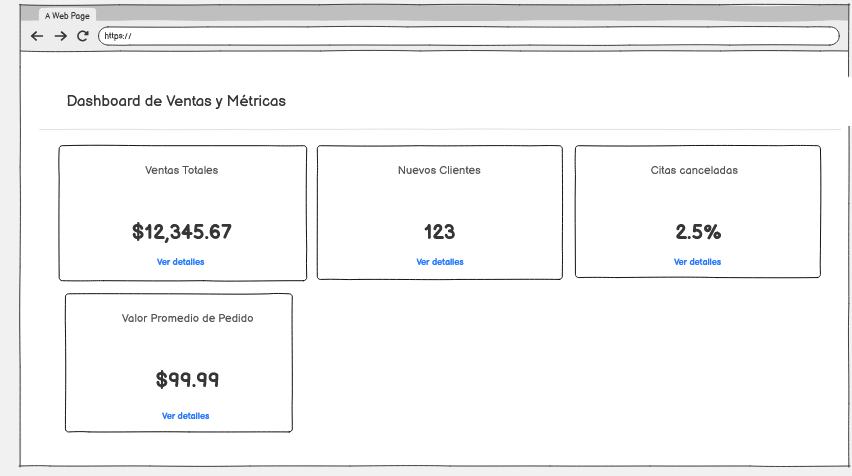 A Web Page
https://
Dashboard de Ventas y Métricas
Ventas Totales
$12,345.67
Ver detalles
Nuevos Clientes
123
Ver detalles
Citas canceladas
2.5%
Ver detalles
Valor Promedio de Pedido
$99.99
Ver detalles